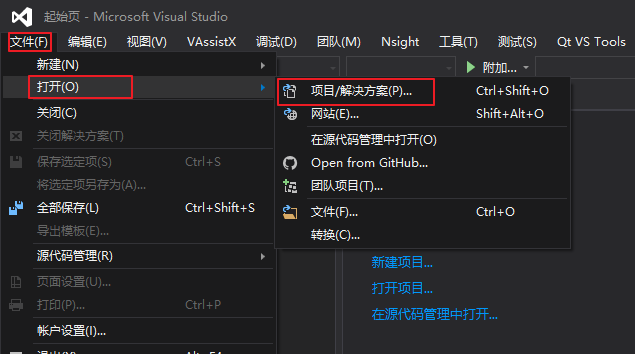 起始页 - Microsoft Visual Studio
文件(F) 编辑(E) 视图(V) VAssistX 调试(D) 团队(M) Nsight 工具(T) 测试(S) Qt VS Tools
附加...
新建(N)
打开(O)
关闭(C)
关闭解决方案(T)
保存选定项(S) Ctrl+S
将选定项另存为(A)...
全部保存(L) Ctrl+Shift+S
导出模板(E)...
源代码管理(R)
页面设置(U)...
打印(P)... Ctrl+P
帐户设置(I)...
项目/解决方案(P)... Ctrl+Shift+O
网站(E)... Shift+Alt+O
在源代码管理中打开(O)
Open from GitHub...
团队项目(T)...
文件(F)... Ctrl+O
转换(C)...
新建项目...
打开项目...
在源代码管理中打开...